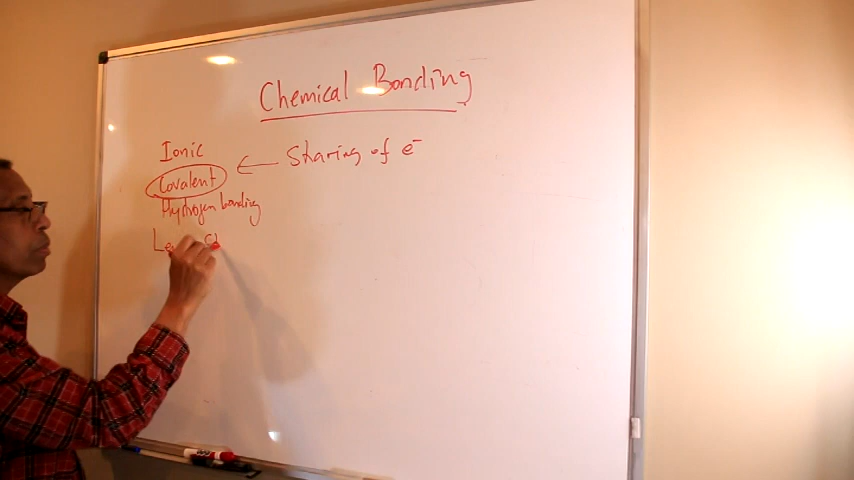 Chemical Bonding
Ionic
Sharing of e⁻
Covalent
Hydrogen bonding